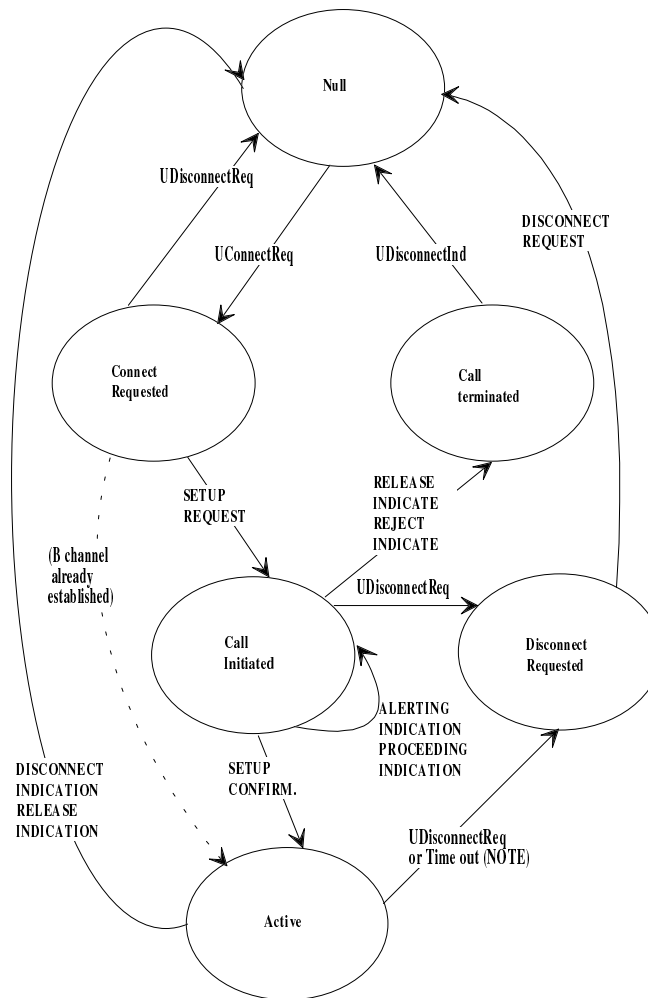 Null
UDisconnectReq
DISCONNECT
REQUEST
UConnectReq
UDisconnectInd
Connect
Requested
Call
terminated
SETUP
REQUEST
RELEASE
INDICATE
REJECT
INDICATE
(B channel
already
established)
UDisconnectReq
Call
Initiated
Disconnect
Requested
ALERTING
INDICATION
PROCEEDING
INDICATION
SETUP
CONFIRM.
DISCONNECT
INDICATION
RELEASE
INDICATION
UDisconnectReq
or Time out (NOTE)
Active